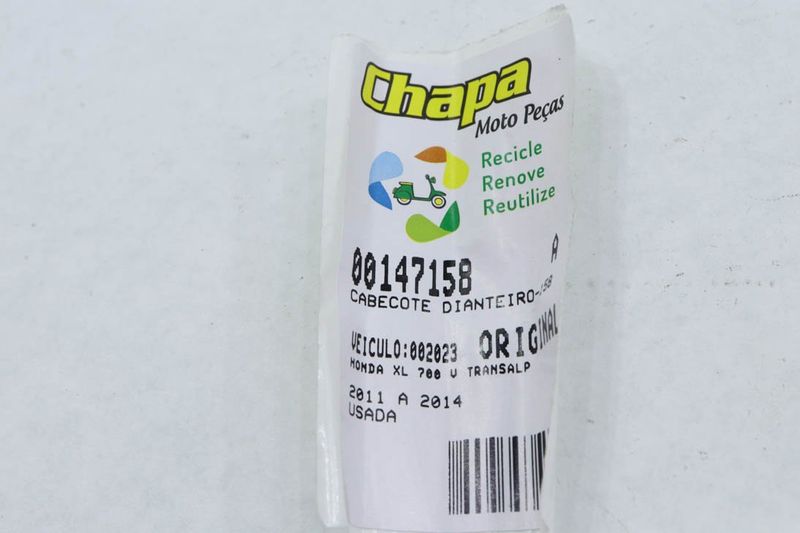 Chapa
Moto Peças
Recicle
Renove
Reutilize
00147158 A
CABECOTE DIANTEIRO-158
VEICULO:002023 ORIGINAL
HONDA XL 700 V TRANSALP
2011 A 2014
USADA